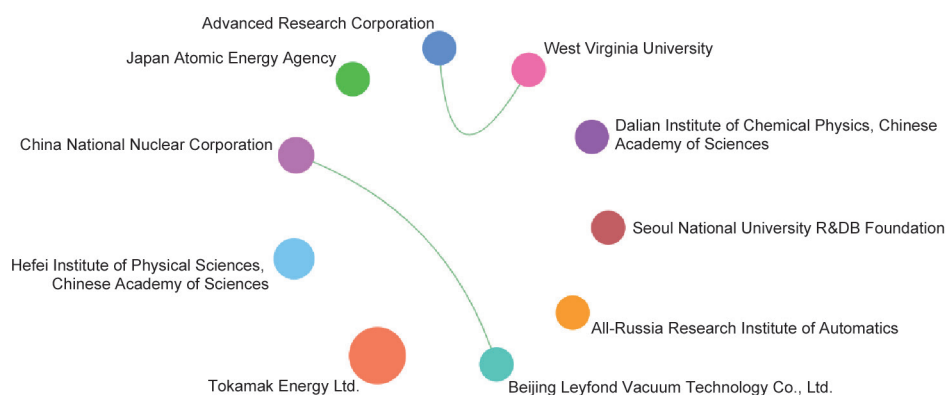 Advanced Research Corporation
West Virginia University
Japan Atomic Energy Agency
Dalian Institute of Chemical Physics, Chinese
Academy of Sciences
China National Nuclear Corporation
Seoul National University R&DB Foundation
Hefei Institute of Physical Sciences,
Chinese Academy of Sciences
All-Russia Research Institute of Automatics
Tokamak Energy Ltd.
Beijing Leyfond Vacuum Technology Co., Ltd.